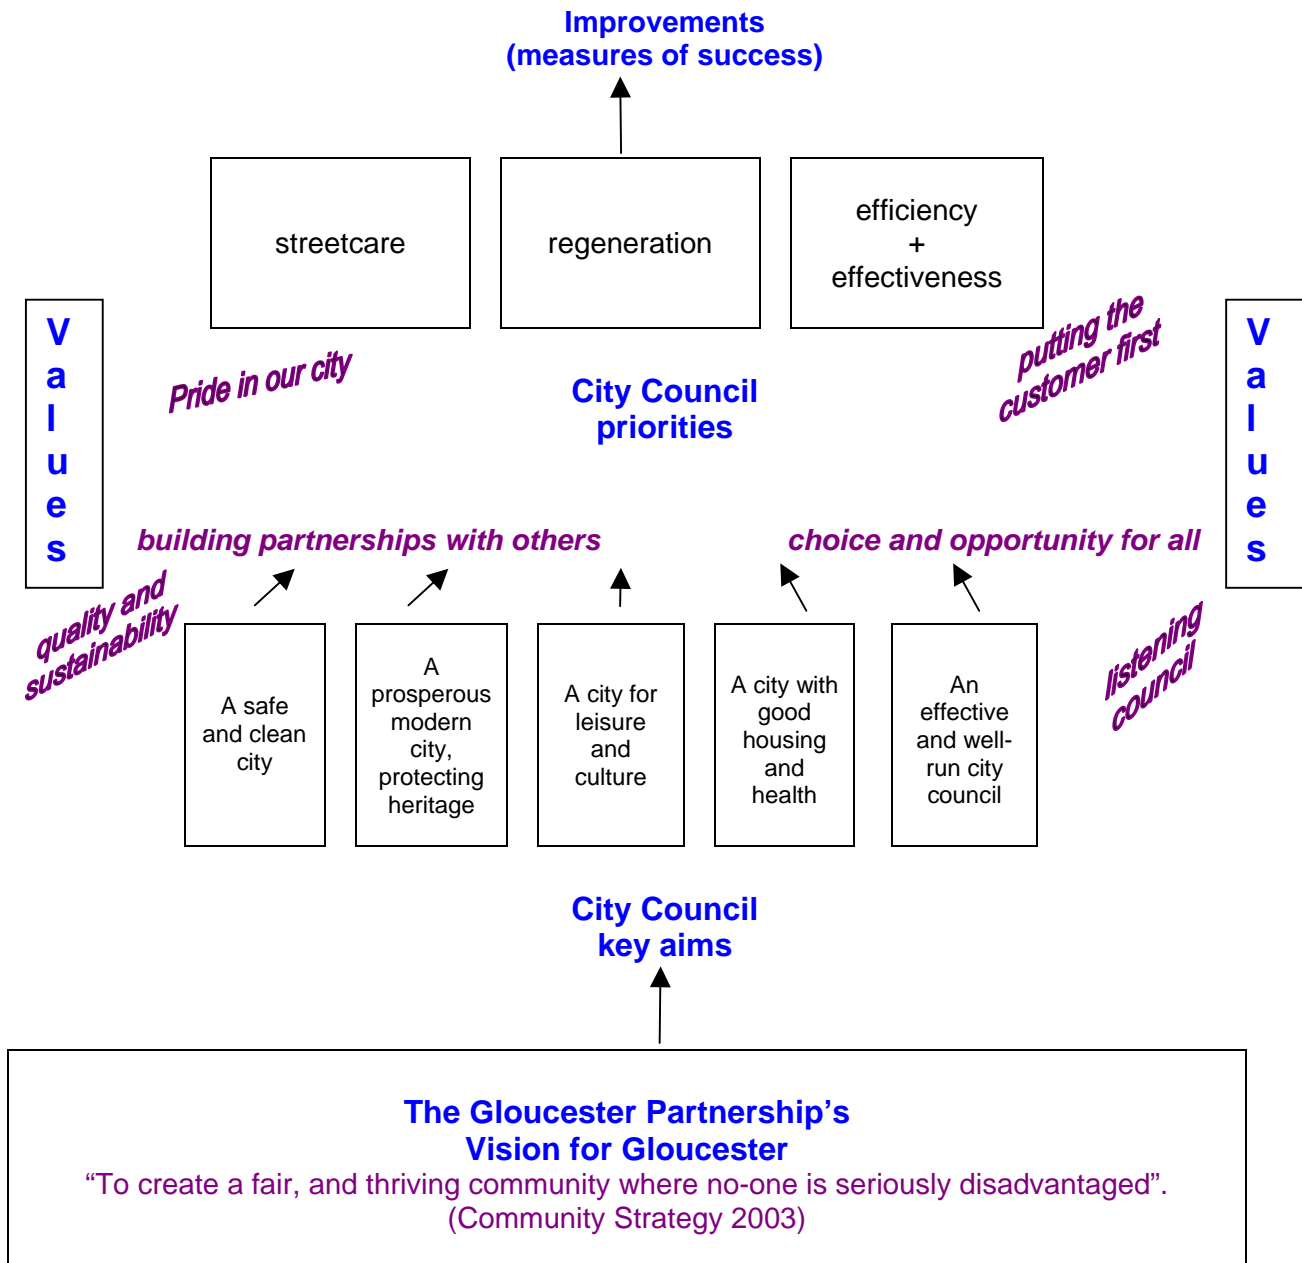 Improvements
(measures of success)
streetcare
regeneration
efficiency
+
effectiveness
V
a
l
u
e
s
V
a
l
u
e
s
Pride in our city
City Council
priorities
putting the
customer first
building partnerships with others
choice and opportunity for all
quality and
sustainability
listening
council
A safe
and clean
city
A
prosperous
modern
city,
protecting
heritage
A city for
leisure
and
culture
A city with
good
housing
and
health
An
effective
and well-
run city
council
City Council
key aims
The Gloucester Partnership’s
Vision for Gloucester
“To create a fair, and thriving community where no-one is seriously disadvantaged”.
(Community Strategy 2003)